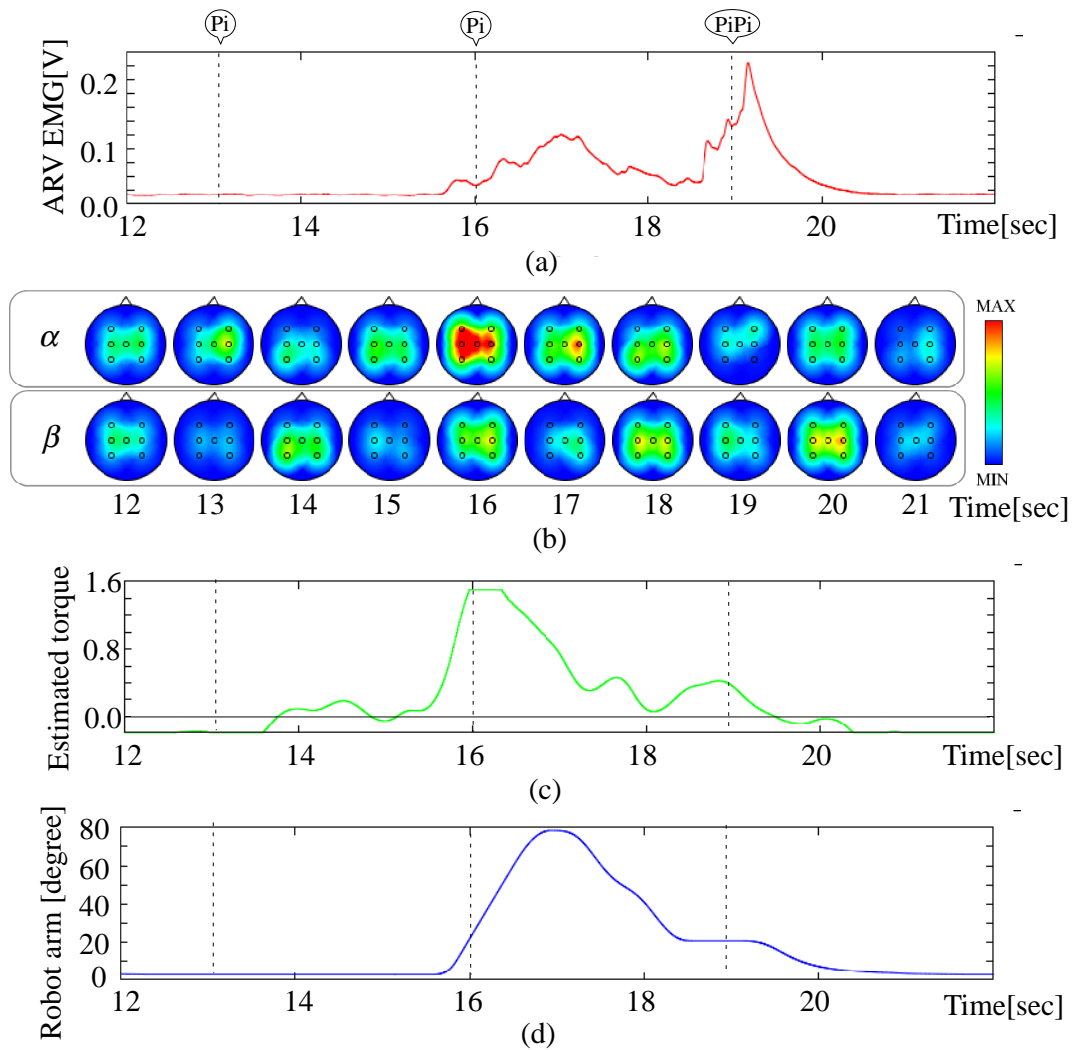 Pi Pi PiPi
ARV EMG[V]
0.2
0.1
0.0
12 14 16 18 20 Time[sec]
(a)
α
β
MAX
MIN
12 13 14 15 16 17 18 19 20 21 Time[sec]
(b)
Estimated torque
1.6
0.8
0.0
12 14 16 18 20 Time[sec]
(c)
Robot arm [degree]
80
60
40
20
0
12 14 16 18 20 Time[sec]
(d)